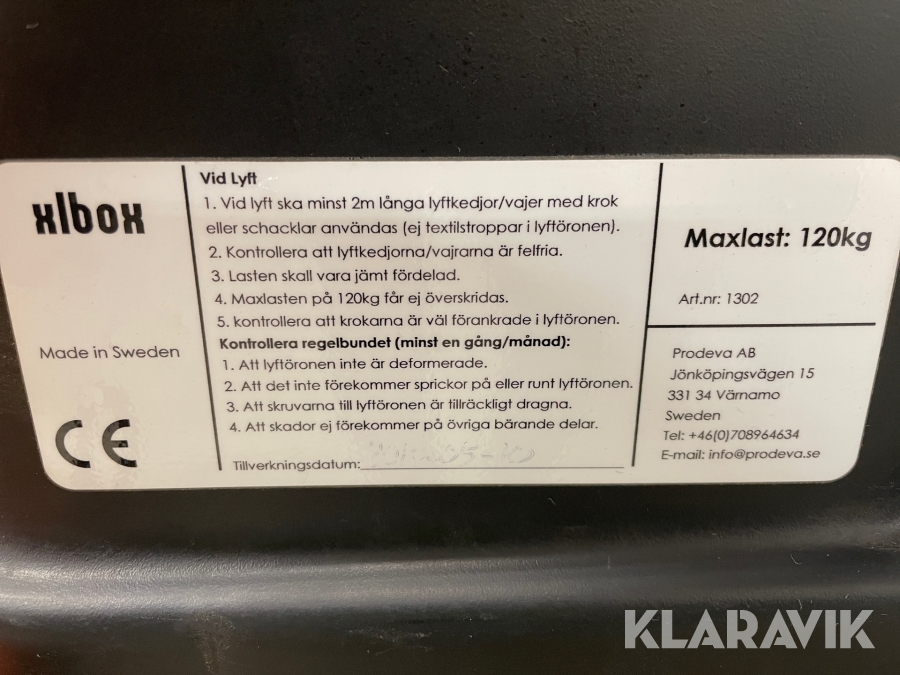 xlbox
Made in Sweden
CE
Vid Lyft
1. Vid lyft ska minst 2m långa lyftkedjor/vajer med krok
eller schacklar användas (ej textilstroppar i lyftöronen).
2. Kontrollera att lyftkedjorna/vajrarna är felfria.
3. Lasten skall vara jämt fördelad.
4. Maxlasten på 120kg får ej överskridas.
5. kontrollera att krokarna är väl förankrade i lyftöronen.
Kontrollera regelbundet (minst en gång/månad):
1. Att lyftöronen inte är deformerade.
2. Att det inte förekommer sprickor på eller runt lyftöronen.
3. Att skruvarna till lyftöronen är tillräckligt dragna.
4. Att skador ej förekommer på övriga bärande delar.
Tillverkningsdatum:
Maxlast: 120kg
Art.nr: 1302
Prodeva AB
Jönköpingsvägen 15
331 34 Värnamo
Sweden
Tel: +46(0)708964634
E-mail: info@prodeva.se
KLARAVIK